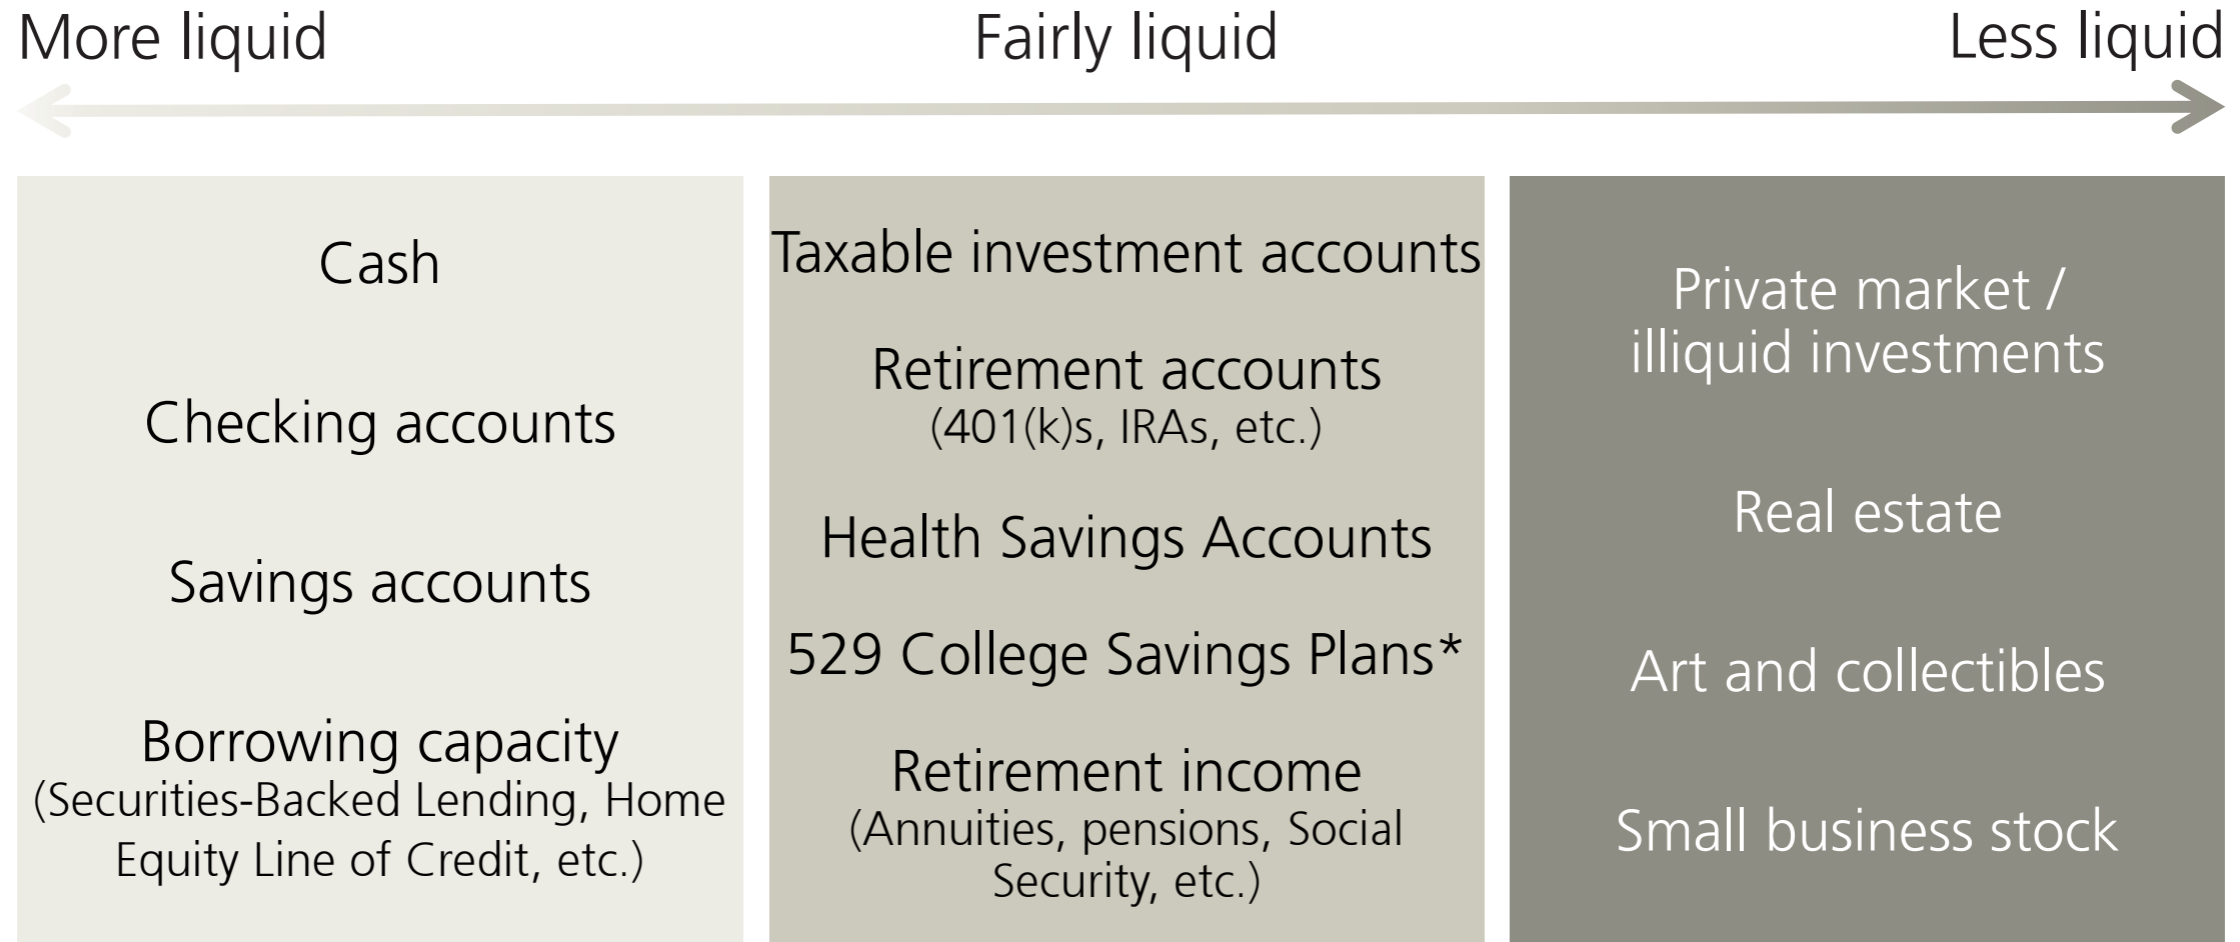 More liquid
Fairly liquid
Less liquid
Cash
Checking accounts
Savings accounts
Borrowing capacity
(Securities-Backed Lending, Home
Equity Line of Credit, etc.)
Taxable investment accounts
Retirement accounts
(401(k)s, IRAs, etc.)
Health Savings Accounts
529 College Savings Plans*
Retirement income
(Annuities, pensions, Social
Security, etc.)
Private market /
illiquid investments
Real estate
Art and collectibles
Small business stock